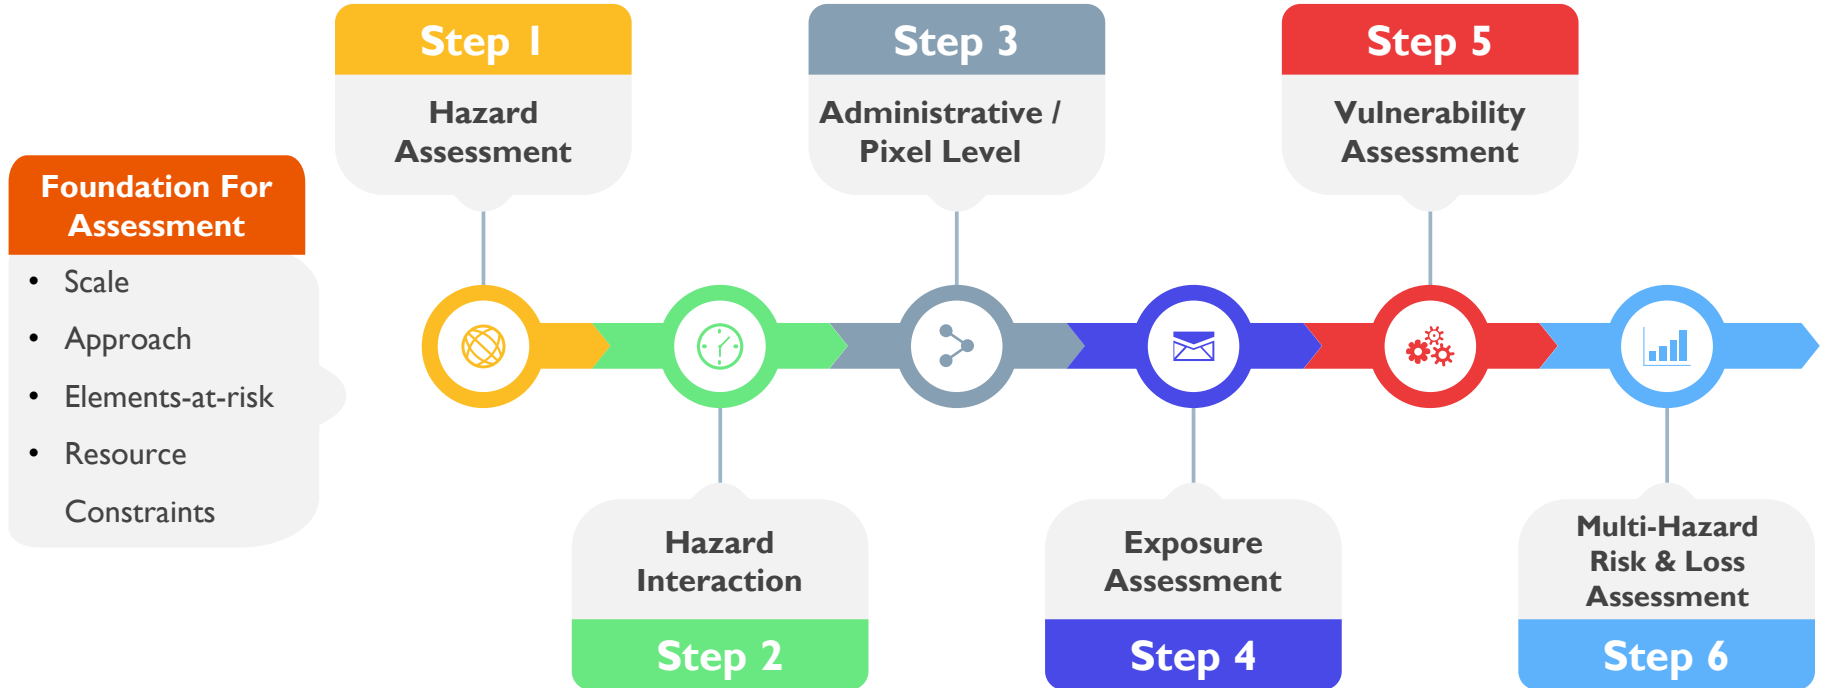 Foundation For
Assessment
• Scale
• Approach
• Elements-at-risk
• Resource
Constraints
Step 1
Hazard
Assessment
Hazard
Interaction
Step 2
Step 3
Administrative /
Pixel Level
Exposure
Assessment
Step 4
Step 5
Vulnerability
Assessment
Multi-Hazard
Risk & Loss
Assessment
Step 6